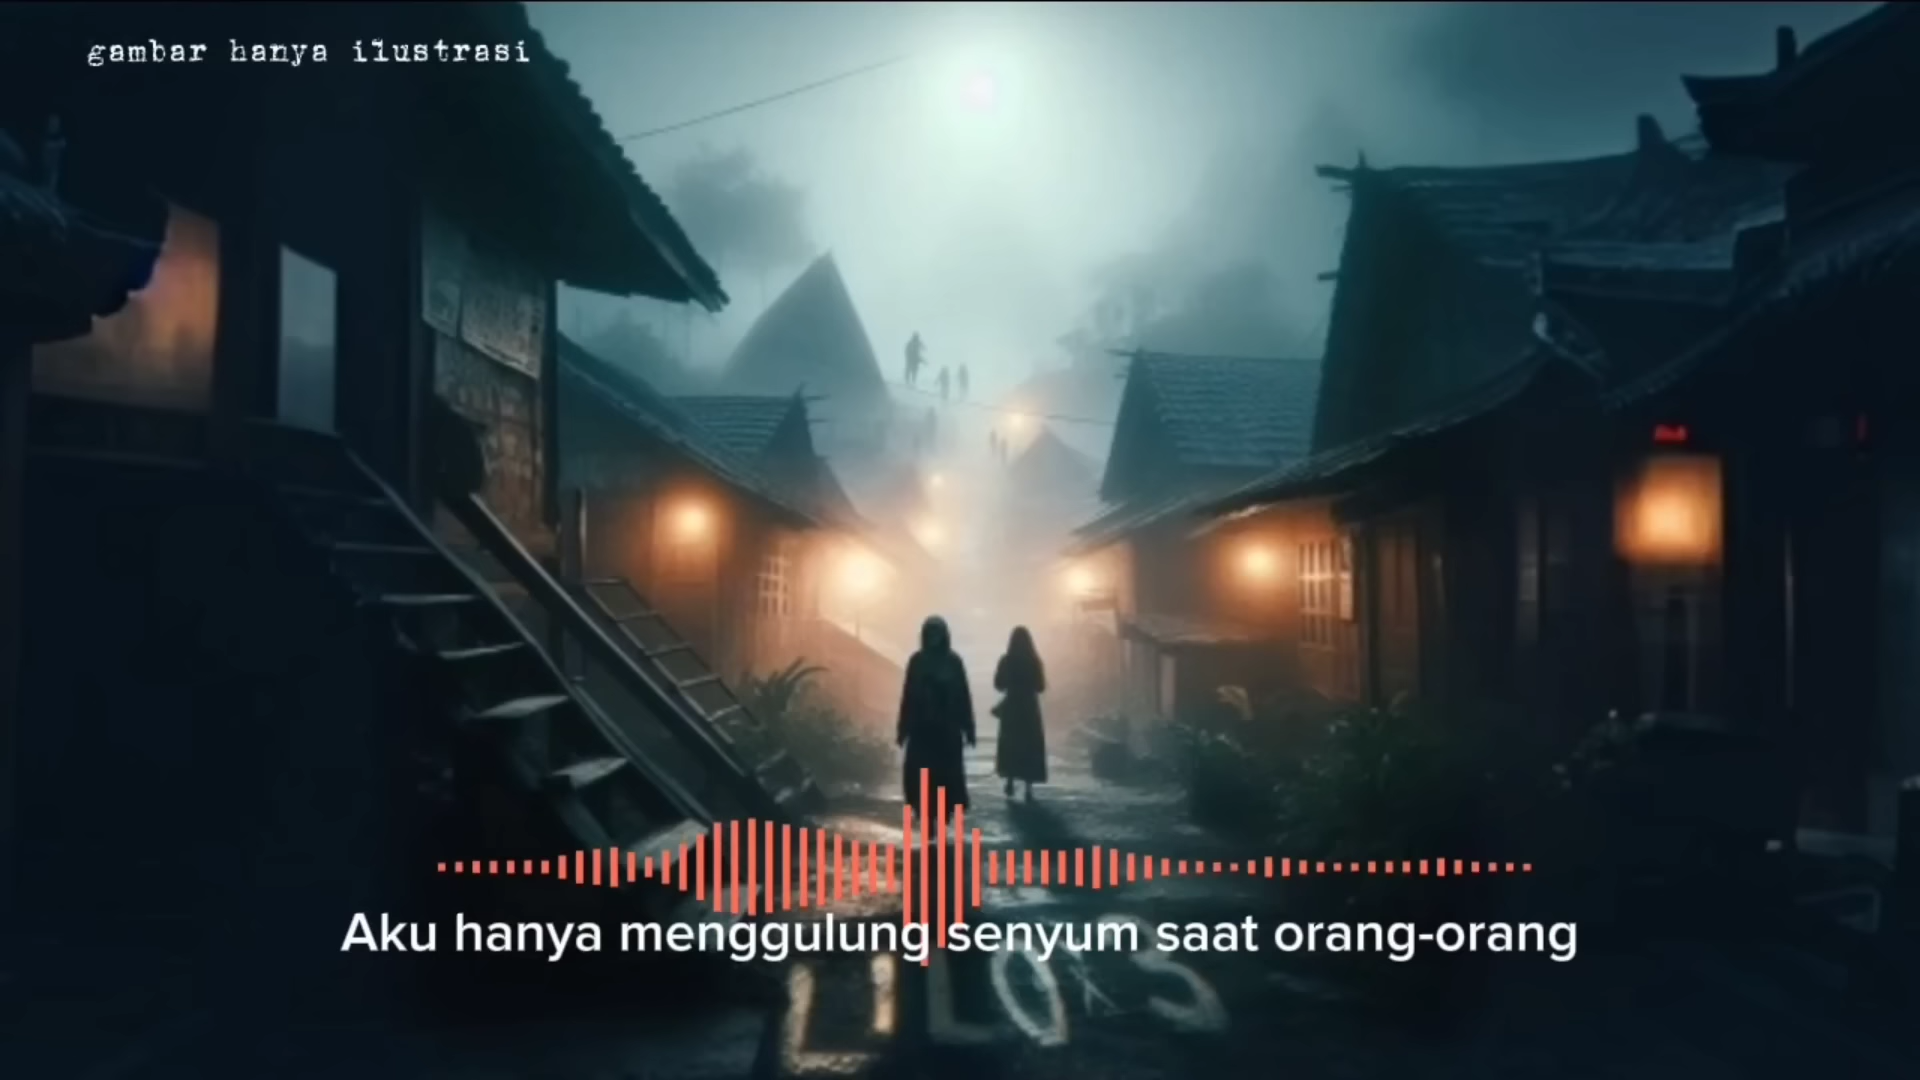 gambar hanya ilustrasi
Aku hanya menggulung senyum saat orang-orang